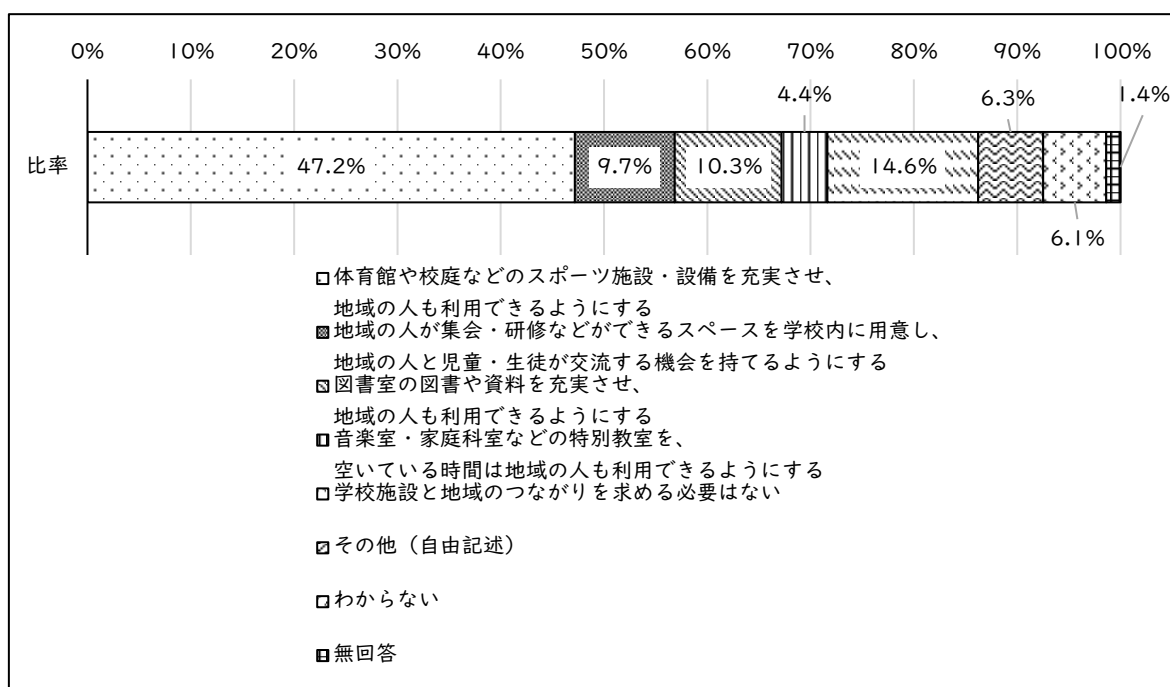 0% 10% 20% 30% 40% 50% 60% 70% 80% 90% 100%
4.4% 6.3% 1.4%
比率 47.2% 9.7% 10.3% 14.6%
6.1%
体育館や校庭などのスポーツ施設・設備を充実させ、
地域の人も利用できるようにする
地域の人が集会・研修などができるスペースを学校内に用意し、
地域の人と児童・生徒が交流する機会を持てるようにする
図書室の図書や資料を充実させ、
地域の人も利用できるようにする
音楽室・家庭科室などの特別教室を、
空いている時間は地域の人も利用できるようにする
学校施設と地域のつながりを求める必要はない
その他（自由記述）
わからない
無回答